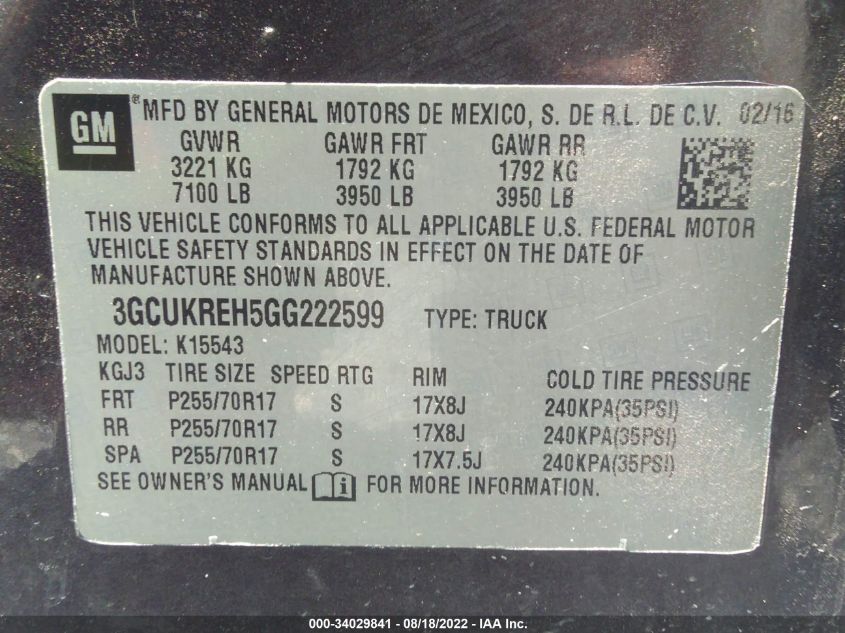 GM ® MFD BY GENERAL MOTORS DE MEXICO, S. DE R.L. DE C.V. 02/16
GVWR GAWR FRT GAWR RR
3221 KG 1792 KG 1792 KG
7100 LB 3950 LB 3950 LB
THIS VEHICLE CONFORMS TO ALL APPLICABLE U.S. FEDERAL MOTOR
VEHICLE SAFETY STANDARDS IN EFFECT ON THE DATE OF
MANUFACTURE SHOWN ABOVE.
3GCUKREH5GG222599 TYPE: TRUCK
MODEL: K15543
KGJ3 TIRE SIZE SPEED RTG RIM COLD TIRE PRESSURE
FRT P255/70R17 S 17X8J 240KPA(35PSI)
RR P255/70R17 S 17X8J 240KPA(35PSI)
SPA P255/70R17 S 17X7.5J 240KPA(35PSI)
SEE OWNER'S MANUAL i FOR MORE INFORMATION.
000-34029841 - 08/18/2022 - IAA Inc.